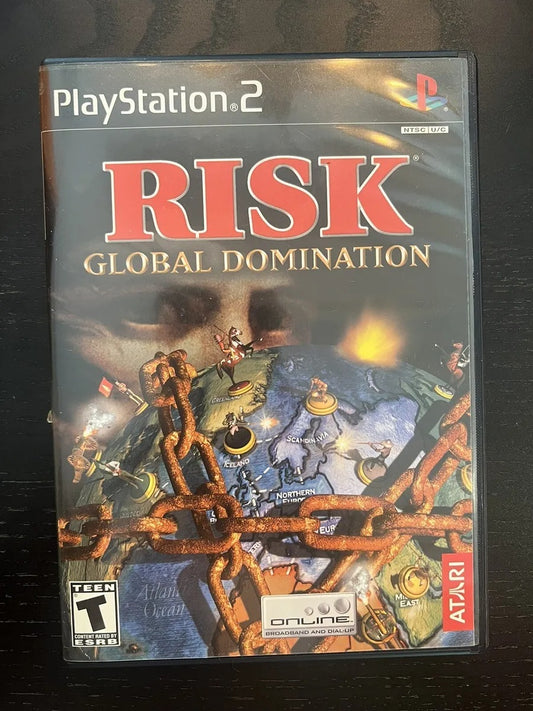 PlayStation®2
NTSC U/C
RISK®
GLOBAL DOMINATION
ICELAND
SCANDINAVIA
NORTHERN
EUR
Atlantic
Ocean
EAST
TEEN
T
CONTENT RATED BY
ESRB
ONLINE
BROADBAND AND DIAL-UP
ATARI